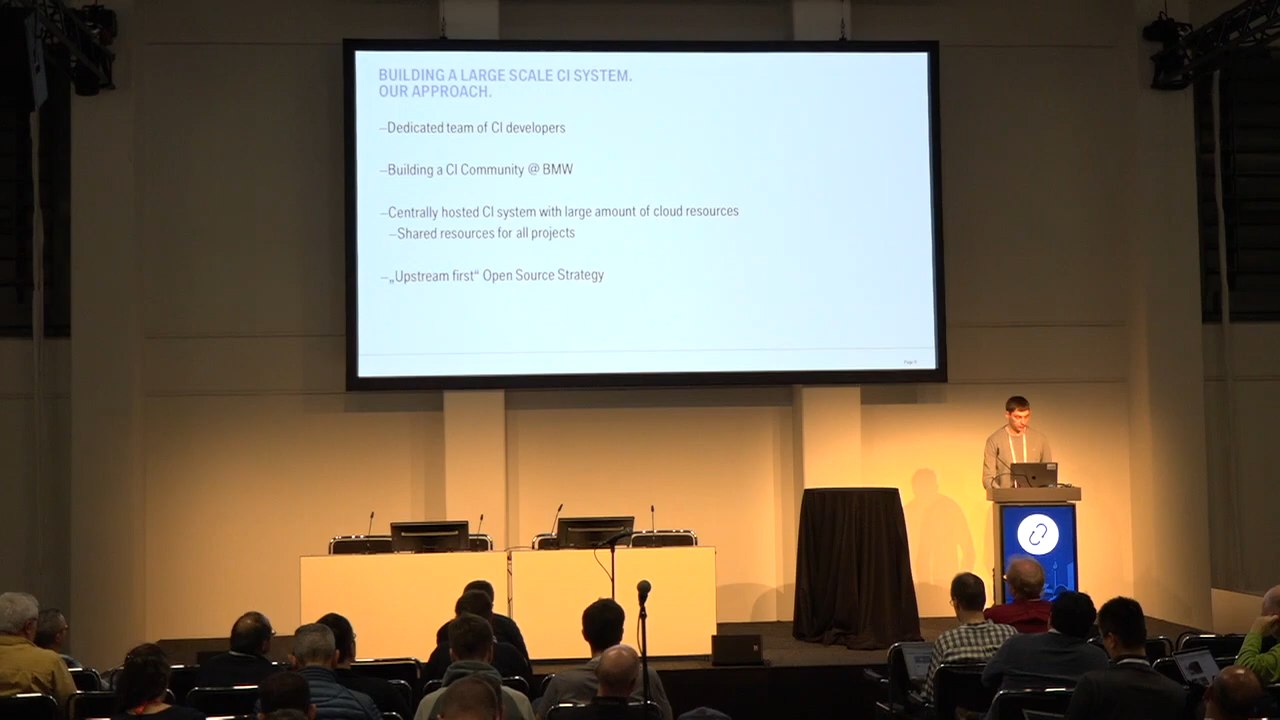 BUILDING A LARGE SCALE CI SYSTEM.
OUR APPROACH.
–Dedicated team of CI developers
–Building a CI Community @ BMW
–Centrally hosted CI system with large amount of cloud resources
–Shared resources for all projects
–„Upstream first“ Open Source Strategy